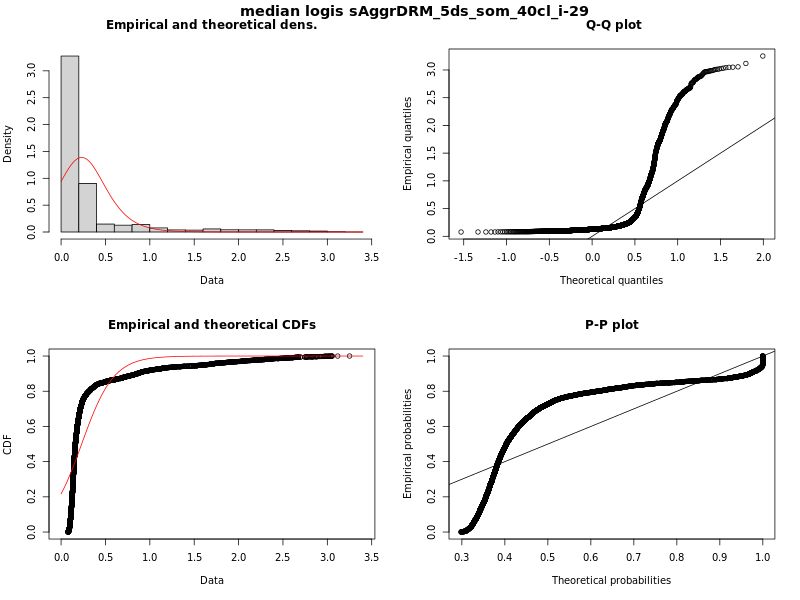 median logis sAggrDRM_5ds_som_40cl_i-29
Empirical and theoretical dens.
Density
0.0 0.5 1.0 1.5 2.0 2.5 3.0
0.0 0.5 1.0 1.5 2.0 2.5 3.0 3.5
Data
Q-Q plot
Empirical quantiles
0.0 0.5 1.0 1.5 2.0 2.5 3.0
-1.5 -1.0 -0.5 0.0 0.5 1.0 1.5 2.0
Theoretical quantiles
Empirical and theoretical CDFs
CDF
0.0 0.2 0.4 0.6 0.8 1.0
0.0 0.5 1.0 1.5 2.0 2.5 3.0 3.5
Data
P-P plot
Empirical probabilities
0.0 0.2 0.4 0.6 0.8 1.0
0.3 0.4 0.5 0.6 0.7 0.8 0.9 1.0
Theoretical probabilities